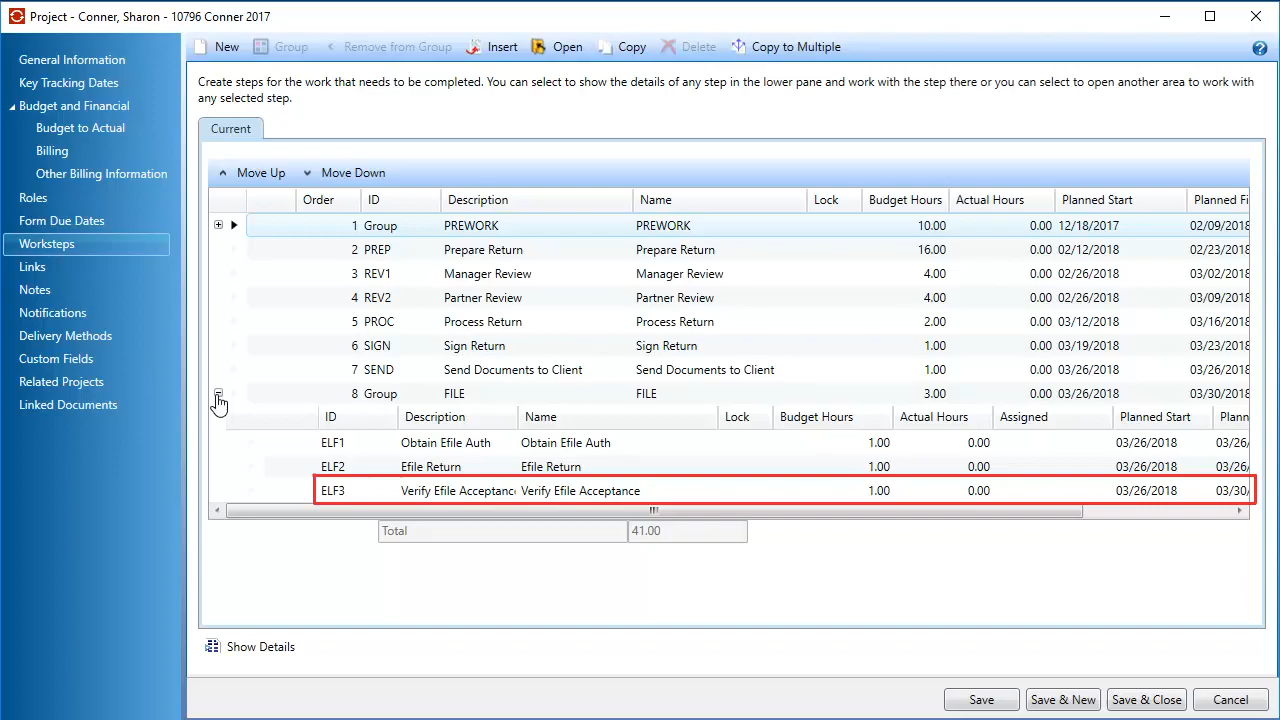 Project - Conner, Sharon - 10796 Conner 2017
General Information
Key Tracking Dates
Budget and Financial
Budget to Actual
Billing
Other Billing Information
Roles
Form Due Dates
Worksteps
Links
Notes
Notifications
Delivery Methods
Custom Fields
Related Projects
Linked Documents
New Group Remove from Group Insert Open Copy Delete Copy to Multiple
Create steps for the work that needs to be completed. You can select to show the details of any step in the lower pane and work with the step there or you can select to open another area to work with
any selected step.
Current
Move Up Move Down
Order ID Description Name Lock Budget Hours Actual Hours Planned Start Planned Fi
1 Group PREWORK PREWORK 10.00 0.00 12/18/2017 02/09/2018
2 PREP Prepare Return Prepare Return 16.00 0.00 02/12/2018 02/23/2018
3 REV1 Manager Review Manager Review 4.00 0.00 02/26/2018 03/02/2018
4 REV2 Partner Review Partner Review 4.00 0.00 02/26/2018 03/09/2018
5 PROC Process Return Process Return 2.00 0.00 03/12/2018 03/16/2018
6 SIGN Sign Return Sign Return 1.00 0.00 03/19/2018 03/23/2018
7 SEND Send Documents to Client Send Documents to Client 1.00 0.00 03/26/2018 03/30/2018
8 Group FILE FILE 3.00 0.00 03/26/2018 03/30/2018
ID Description Name Lock Budget Hours Actual Hours Assigned Planned Start Plann
ELF1 Obtain Efile Auth Obtain Efile Auth 1.00 0.00 03/26/2018 03/26/
ELF2 Efile Return Efile Return 1.00 0.00 03/26/2018 03/26/
ELF3 Verify Efile Acceptanc Verify Efile Acceptance 1.00 0.00 03/26/2018 03/30/
Total 41.00
Show Details
Save Save & New Save & Close Cancel